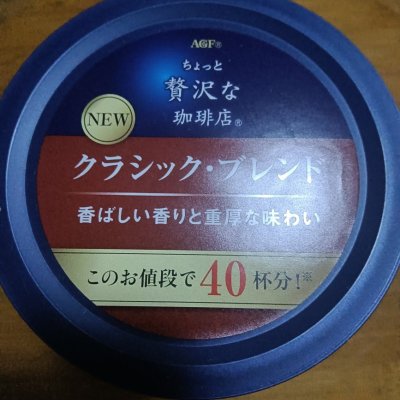 AGF®
ちょっと
贅沢な
珈琲店®
NEW
クラシック・ブレンド
香ばしい香りと重厚な味わい
このお値段で40杯分!※